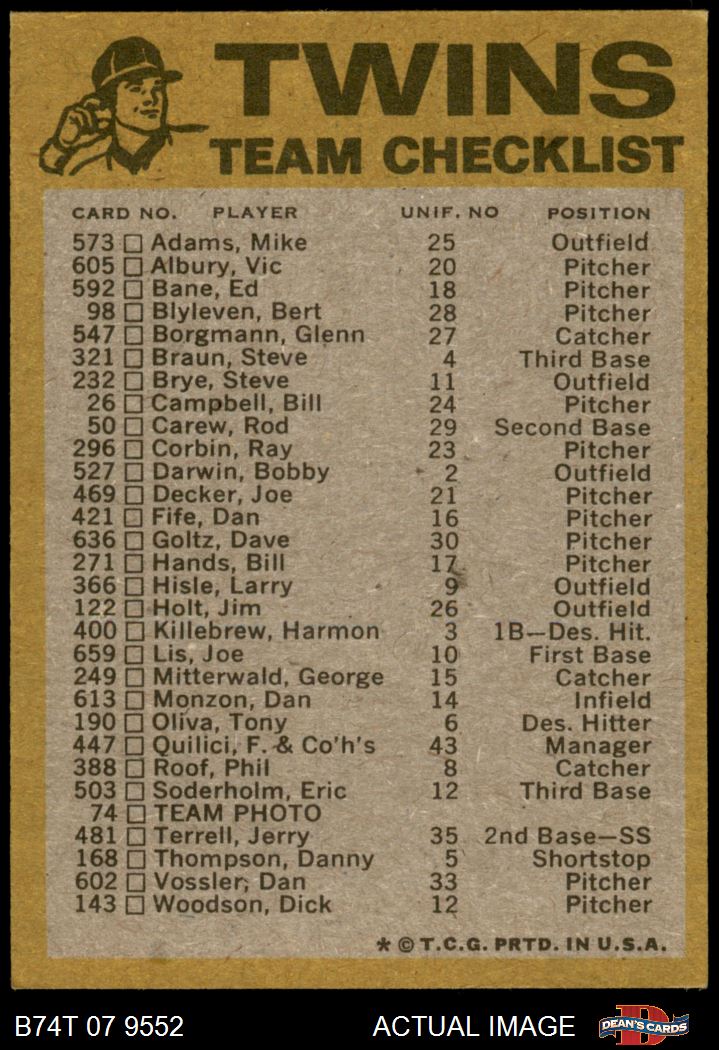 TWINS
TEAM CHECKLIST
CARD NO. PLAYER UNIF. NO POSITION
573 Adams, Mike 25 Outfield
605 Albury, Vic 20 Pitcher
592 Bane, Ed 18 Pitcher
98 Blyleven, Bert 28 Pitcher
547 Borgmann, Glenn 27 Catcher
321 Braun, Steve 4 Third Base
232 Brye, Steve 11 Outfield
26 Campbell, Bill 24 Pitcher
50 Carew, Rod 29 Second Base
296 Corbin, Ray 23 Pitcher
527 Darwin, Bobby 2 Outfield
469 Decker, Joe 21 Pitcher
421 Fife, Dan 16 Pitcher
636 Goltz, Dave 30 Pitcher
271 Hands, Bill 17 Pitcher
366 Hisle, Larry 9 Outfield
122 Holt, Jim 26 Outfield
400 Killebrew, Harmon 3 1B—Des. Hit.
659 Lis, Joe 10 First Base
249 Mitterwald, George 15 Catcher
613 Monzon, Dan 14 Infield
190 Oliva, Tony 6 Des. Hitter
447 Quilici, F. & Co'h's 43 Manager
388 Roof, Phil 8 Catcher
503 Soderholm, Eric 12 Third Base
74 TEAM PHOTO
481 Terrell, Jerry 35 2nd Base—SS
168 Thompson, Danny 5 Shortstop
602 Vossler, Dan 33 Pitcher
143 Woodson, Dick 12 Pitcher
* © T.C.G. PRTD. IN U.S.A.
B74T 07 9552 ACTUAL IMAGE DEAN'S CARDS